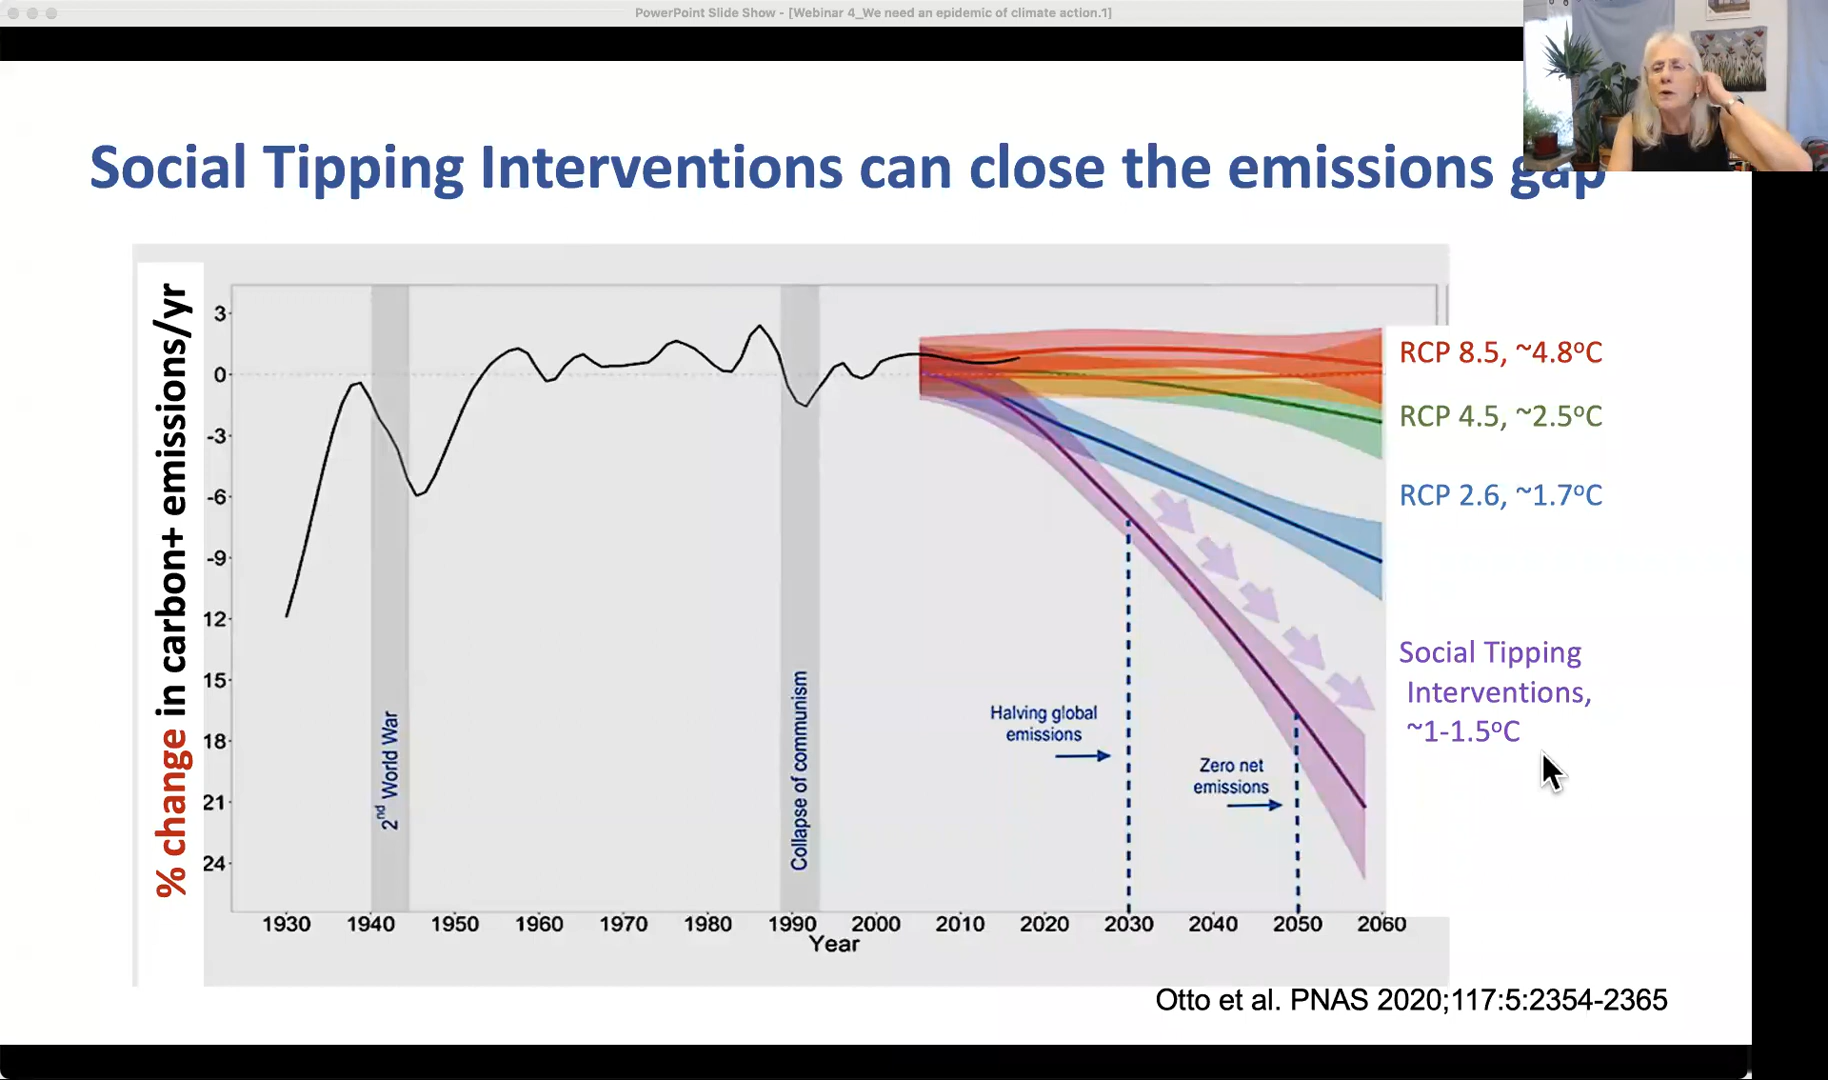 PowerPoint Slide Show - [Webinar 4_We need an epidemic of climate action.1]
Social Tipping Interventions can close the emissions gap
% change in carbon+ emissions/yr
3
0
-3
-6
-9
12
15
18
21
24
2nd World War
Collapse of communism
Halving global
emissions
Zero net
emissions
1930 1940 1950 1960 1970 1980 1990 2000 2010 2020 2030 2040 2050 2060
Year
RCP 8.5, ~4.8ºC
RCP 4.5, ~2.5ºC
RCP 2.6, ~1.7ºC
Social Tipping
Interventions,
~1-1.5ºC
Otto et al. PNAS 2020;117:5:2354-2365